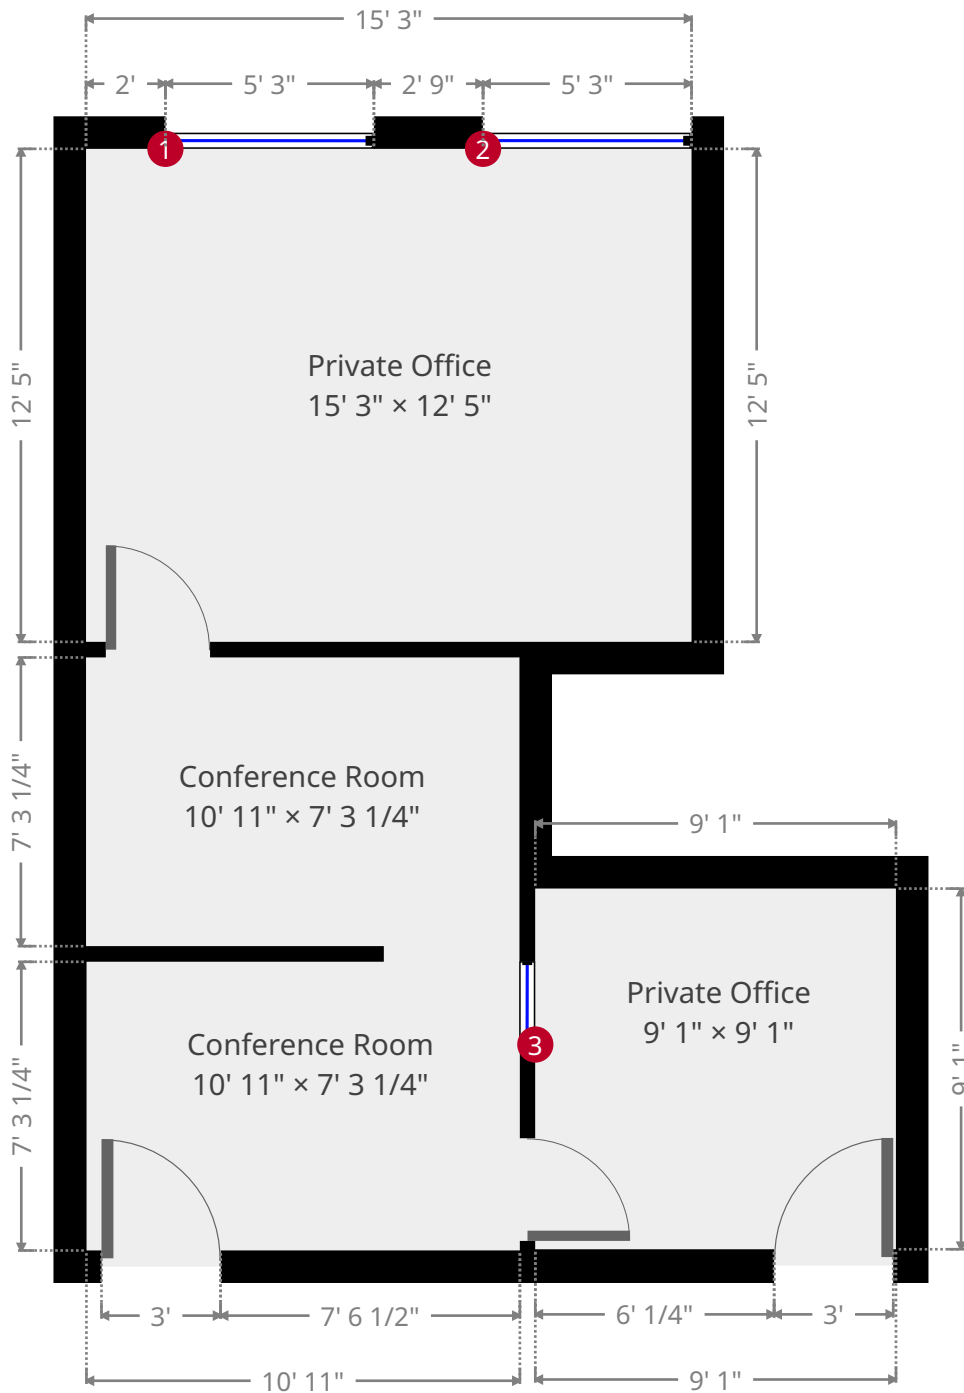 15' 3"
2'
5' 3"
2' 9"
5' 3"
1
2
12' 5"
12' 5"
Private Office
15' 3" × 12' 5"
7' 3 1/4"
Conference Room
10' 11" × 7' 3 1/4"
9' 1"
Private Office
9' 1" × 9' 1"
9' 1"
3
Conference Room
10' 11" × 7' 3 1/4"
7' 3 1/4"
3'
7' 6 1/2"
6' 1/4"
3'
10' 11"
9' 1"